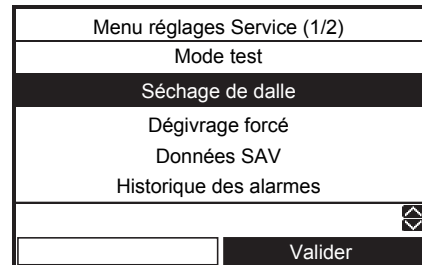 Menu réglages Service (1/2)
Mode test
Séchage de dalle
Dégivrage forcé
Données SAV
Historique des alarmes
Valider